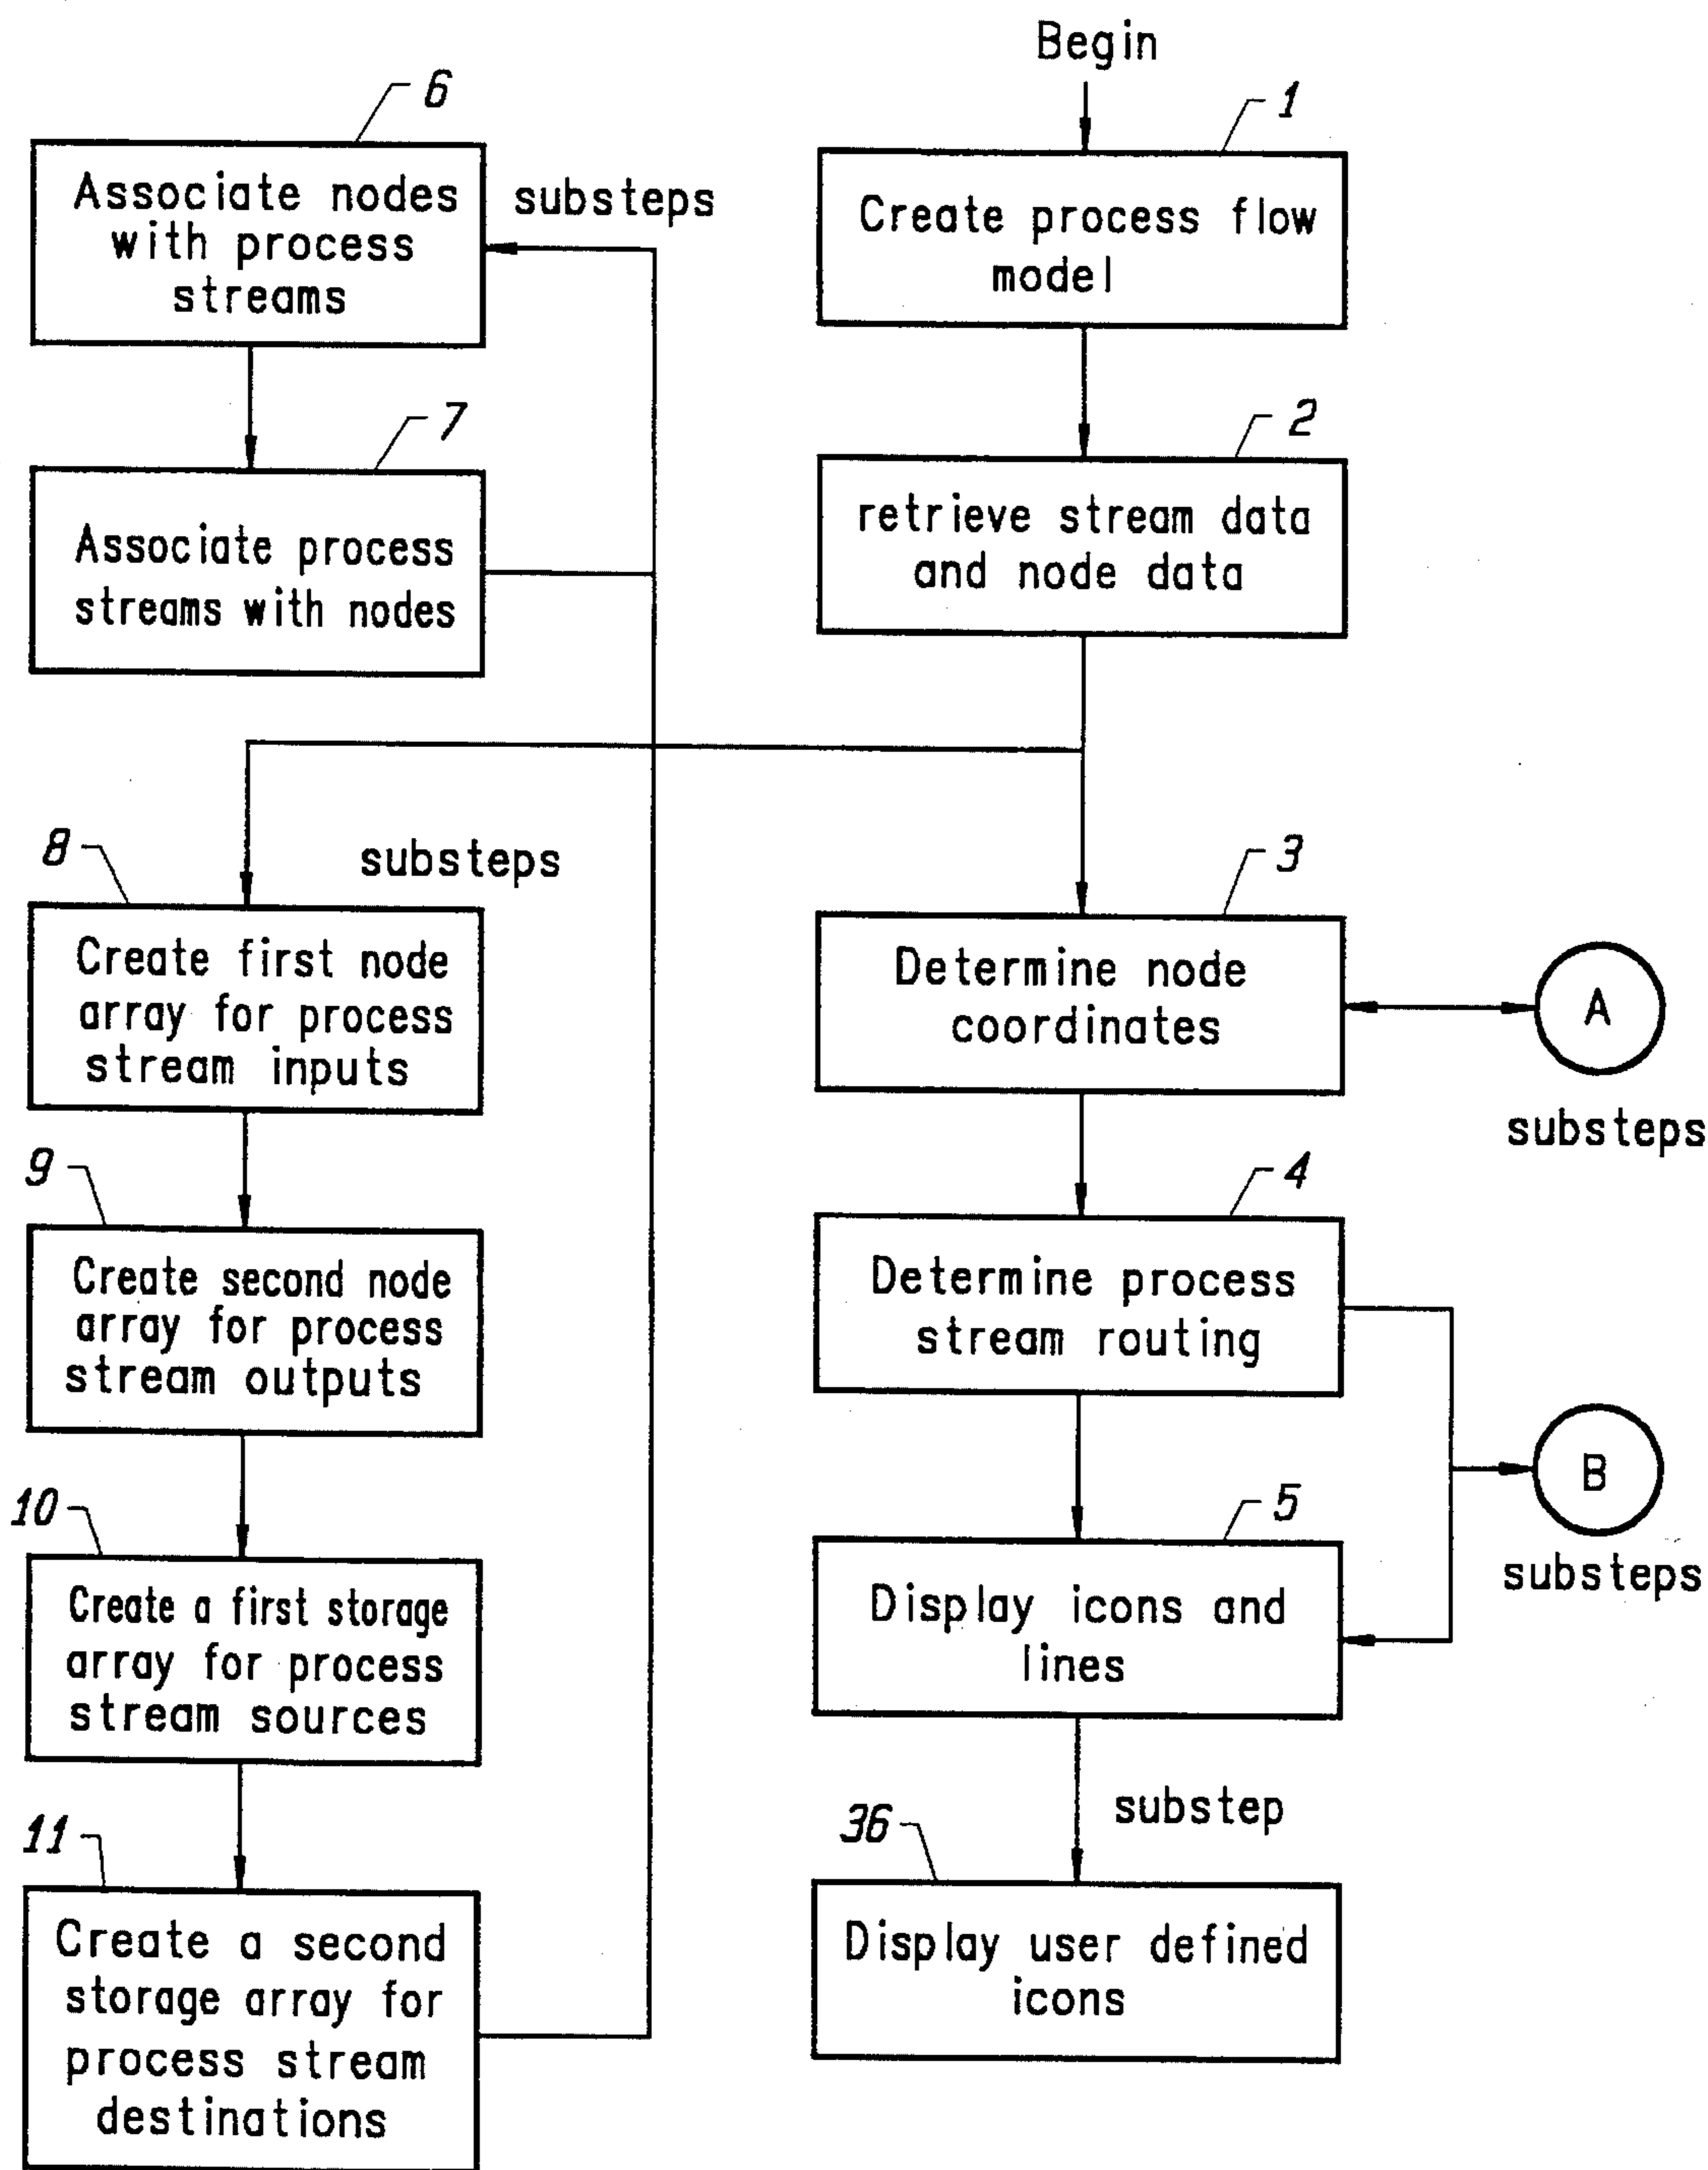 Begin
1
Create process flow
model
2
retrieve stream data
and node data
3
Determine node
coordinates
A
substeps
4
Determine process
stream routing
B
substeps
5
Display icons and
lines
substep
36
Display user defined
icons
6
Associate nodes
with process
streams
substeps
7
Associate process
streams with nodes
8
substeps
Create first node
array for process
stream inputs
9
Create second node
array for process
stream outputs
10
Create a first storage
array for process
stream sources
11
Create a second
storage array for
process stream
destinations